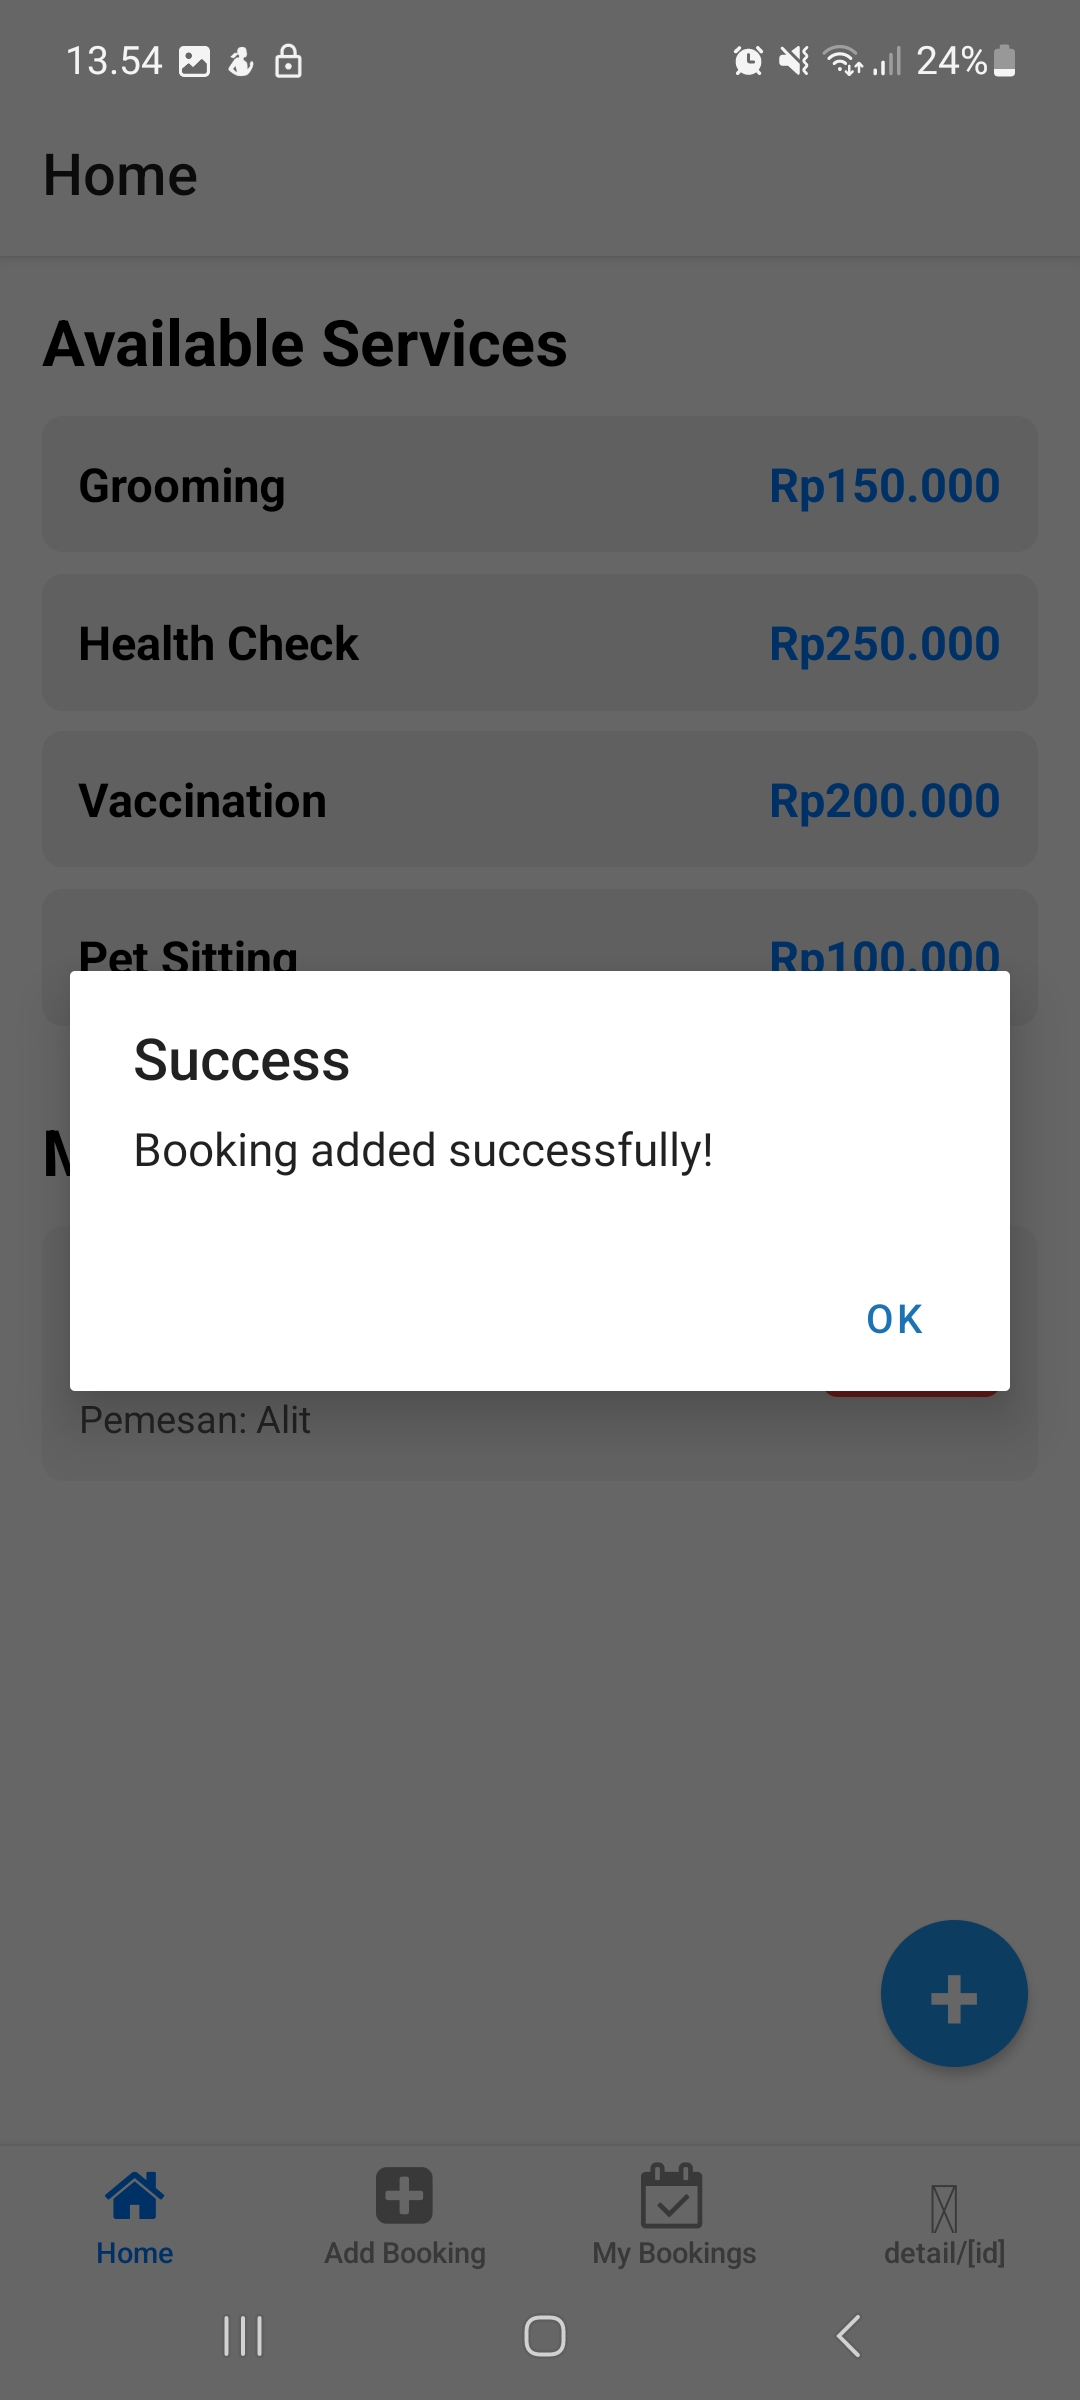 13.54
24%
Home
Available Services
Grooming Rp150.000
Health Check Rp250.000
Vaccination Rp200.000
Pet Sitting Rp100.000
Success
Booking added successfully!
OK
Pemesan: Alit
Home
Add Booking
My Bookings
detail/[id]